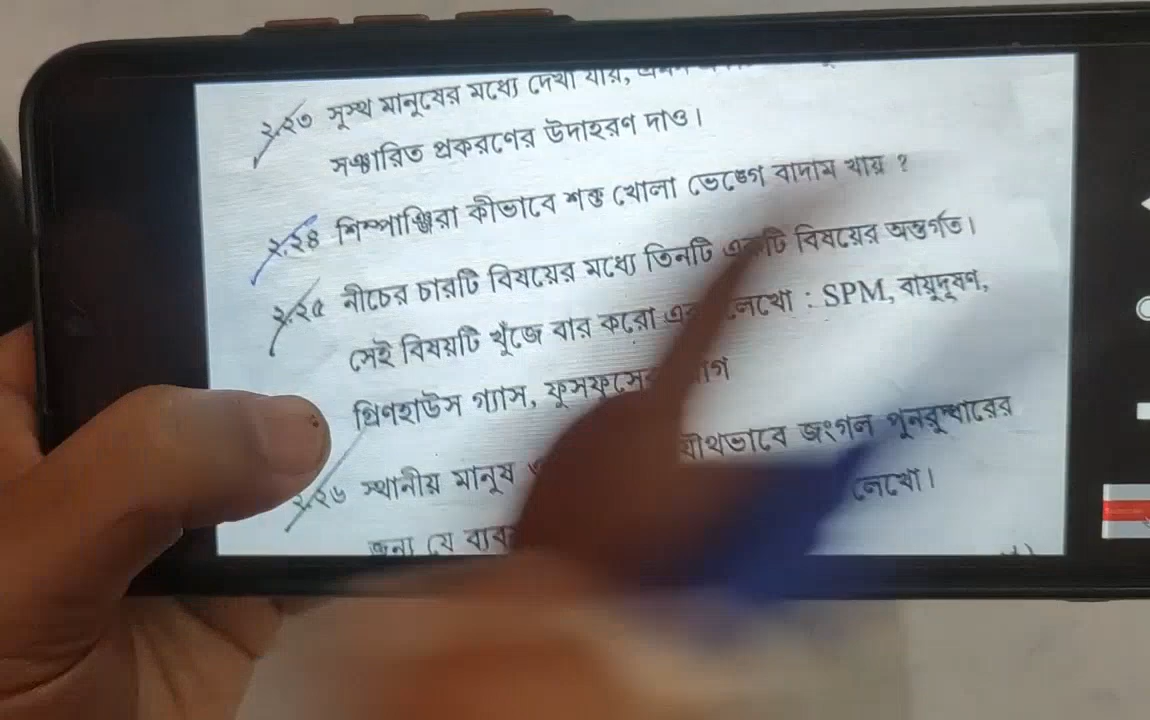 ২.২৩ সুস্থ মানুষের মধ্যে দেখা যায়,
সঞ্চারিত প্রকরণের উদাহরণ দাও।
২.২৪ শিম্পাঞ্জিরা কীভাবে শক্ত খোলা ভেঙে বাদাম খায় ?
২.২৫ নীচের চারটি বিষয়ের মধ্যে তিনটি একটি বিষয়ের অন্তর্গত।
সেই বিষয়টি খুঁজে বার করো লেখো : SPM, বায়ুদূষণ,
গ্রিণহাউস গ্যাস, ফুসফুসের
২.২৬ স্থানীয় মানুষ জংগল পুনরুদ্ধারের
জন্য যে লেখো।